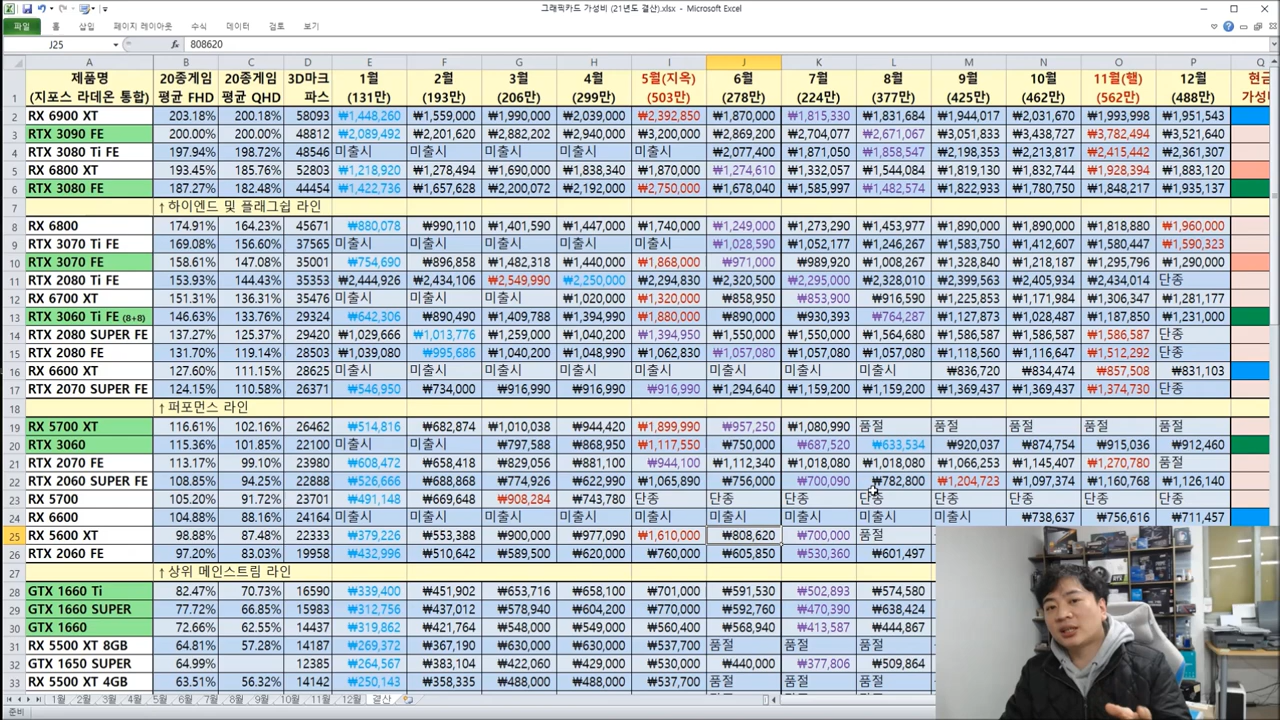 그래픽카드 가성비 (21년도 결산).xlsx - Microsoft Excel
파일 홈 삽입 페이지 레이아웃 수식 데이터 검토 보기
J25 fx 808620
A B C D E F G H I J K L M N O P Q
1 제품명 (지포스 라데온 통합) 20종게임 평균 FHD 20종게임 평균 QHD 3D마크 파스 1월 (131만) 2월 (193만) 3월 (206만) 4월 (299만) 5월(지옥) (503만) 6월 (278만) 7월 (224만) 8월 (377만) 9월 (425만) 10월 (462만) 11월(헬) (562만) 12월 (488만) 현금 가성비
2 RX 6900 XT 203.18% 200.18% 58093 ₩1,448,260 ₩1,559,000 ₩1,990,000 ₩2,039,000 ₩2,392,850 ₩1,870,000 ₩1,815,330 ₩1,831,684 ₩1,944,017 ₩2,031,670 ₩1,993,998 ₩1,951,543
3 RTX 3090 FE 200.00% 200.00% 48812 ₩2,089,492 ₩2,201,620 ₩2,882,202 ₩2,940,000 ₩3,200,000 ₩2,869,200 ₩2,704,077 ₩2,671,067 ₩3,051,833 ₩3,438,727 ₩3,782,494 ₩3,521,640
4 RTX 3080 Ti FE 197.94% 198.72% 48546 미출시 미출시 미출시 미출시 미출시 ₩2,077,400 ₩1,871,050 ₩1,858,547 ₩2,198,353 ₩2,213,817 ₩2,415,442 ₩2,361,307
5 RX 6800 XT 193.45% 185.76% 52803 ₩1,218,920 ₩1,278,494 ₩1,690,000 ₩1,838,340 ₩1,870,000 ₩1,274,610 ₩1,332,057 ₩1,544,084 ₩1,819,130 ₩1,832,744 ₩1,928,394 ₩1,883,120
6 RTX 3080 FE 187.27% 182.48% 44454 ₩1,422,736 ₩1,657,628 ₩2,200,072 ₩2,192,000 ₩2,750,000 ₩1,678,040 ₩1,585,997 ₩1,482,574 ₩1,822,933 ₩1,780,750 ₩1,848,217 ₩1,935,137
7 ↑하이엔드 및 플래그쉽 라인
8 RX 6800 174.91% 164.23% 45671 ₩880,078 ₩990,110 ₩1,401,590 ₩1,447,000 ₩1,740,000 ₩1,249,000 ₩1,273,290 ₩1,453,977 ₩1,890,000 ₩1,890,000 ₩1,818,880 ₩1,960,000
9 RTX 3070 Ti FE 169.08% 156.60% 37565 미출시 미출시 미출시 미출시 미출시 ₩1,028,590 ₩1,052,177 ₩1,246,267 ₩1,583,750 ₩1,412,607 ₩1,580,447 ₩1,590,323
10 RTX 3070 FE 158.61% 147.08% 35001 ₩754,690 ₩896,858 ₩1,482,318 ₩1,440,000 ₩1,868,000 ₩971,000 ₩989,920 ₩1,008,267 ₩1,328,840 ₩1,218,187 ₩1,295,796 ₩1,290,000
11 RTX 2080 Ti FE 153.93% 144.43% 35353 ₩2,444,926 ₩2,434,106 ₩2,549,990 ₩2,250,000 ₩2,294,830 ₩2,320,500 ₩2,295,000 ₩2,328,010 ₩2,399,502 ₩2,405,934 ₩2,434,014 단종
12 RX 6700 XT 151.31% 136.31% 35476 미출시 미출시 미출시 ₩1,020,000 ₩1,320,000 ₩858,950 ₩853,900 ₩916,590 ₩1,225,853 ₩1,171,984 ₩1,306,347 ₩1,281,177
13 RTX 3060 Ti FE (8+8) 146.63% 133.76% 29324 ₩642,306 ₩890,490 ₩1,409,788 ₩1,394,990 ₩1,880,000 ₩890,000 ₩930,393 ₩764,287 ₩1,127,873 ₩1,028,487 ₩1,187,850 ₩1,231,000
14 RTX 2080 SUPER FE 137.27% 125.37% 29420 ₩1,029,666 ₩1,013,776 ₩1,259,000 ₩1,040,200 ₩1,394,950 ₩1,550,000 ₩1,550,000 ₩1,564,680 ₩1,586,587 ₩1,586,587 ₩1,586,587 단종
15 RTX 2080 FE 131.70% 119.14% 28503 ₩1,039,080 ₩995,686 ₩1,040,200 ₩1,048,990 ₩1,062,830 ₩1,057,080 ₩1,057,080 ₩1,057,080 ₩1,118,560 ₩1,116,647 ₩1,512,292 단종
16 RX 6600 XT 127.60% 111.15% 28625 미출시 미출시 미출시 미출시 미출시 미출시 미출시 미출시 ₩836,720 ₩834,474 ₩857,508 ₩831,103
17 RTX 2070 SUPER FE 124.15% 110.58% 26371 ₩546,950 ₩734,000 ₩916,990 ₩916,990 ₩916,990 ₩1,294,640 ₩1,159,200 ₩1,159,200 ₩1,369,437 ₩1,369,437 ₩1,374,730 단종
18 ↑퍼포먼스 라인
19 RX 5700 XT 116.61% 102.16% 26462 ₩514,816 ₩682,874 ₩1,010,038 ₩944,420 ₩1,899,990 ₩957,250 ₩1,080,990 품절 품절 품절 품절 품절
20 RTX 3060 115.36% 101.85% 22100 미출시 미출시 ₩797,588 ₩868,950 ₩1,117,550 ₩750,000 ₩687,520 ₩633,534 ₩920,037 ₩874,754 ₩915,036 ₩912,460
21 RTX 2070 FE 113.17% 99.10% 23980 ₩608,472 ₩658,418 ₩829,056 ₩881,100 ₩944,100 ₩1,112,340 ₩1,018,080 ₩1,018,080 ₩1,066,253 ₩1,145,407 ₩1,270,780 품절
22 RTX 2060 SUPER FE 108.85% 94.25% 22888 ₩526,666 ₩688,868 ₩774,926 ₩622,990 ₩1,065,890 ₩756,000 ₩700,090 ₩782,800 ₩1,204,723 ₩1,097,374 ₩1,160,768 ₩1,126,140
23 RX 5700 105.20% 91.72% 23701 ₩491,148 ₩669,648 ₩908,284 ₩743,780 단종 단종 단종 단종 단종 단종 단종 단종
24 RX 6600 104.88% 88.16% 24164 미출시 미출시 미출시 미출시 미출시 미출시 미출시 미출시 미출시 ₩738,637 ₩756,616 ₩711,457
25 RX 5600 XT 98.88% 87.48% 22333 ₩379,226 ₩553,388 ₩900,000 ₩977,090 ₩1,610,000 ₩808,620 ₩700,000 품절
26 RTX 2060 FE 97.20% 83.03% 19958 ₩432,996 ₩510,642 ₩589,500 ₩620,000 ₩760,000 ₩605,850 ₩530,360 ₩601,497
27 ↑상위 메인스트림 라인
28 GTX 1660 Ti 82.47% 70.73% 16590 ₩339,400 ₩451,902 ₩653,716 ₩658,100 ₩701,000 ₩591,530 ₩502,893 ₩574,580
29 GTX 1660 SUPER 77.72% 66.85% 15983 ₩312,756 ₩437,012 ₩578,940 ₩604,200 ₩770,000 ₩592,760 ₩470,390 ₩638,424
30 GTX 1660 72.66% 62.55% 14437 ₩319,862 ₩421,764 ₩548,000 ₩549,000 ₩560,400 ₩568,940 ₩413,587 ₩444,867
31 RX 5500 XT 8GB 64.81% 57.28% 14187 ₩269,372 ₩367,190 ₩630,000 ₩630,000 ₩537,700 품절 품절 품절
32 GTX 1650 SUPER 64.99% 12385 ₩264,567 ₩383,104 ₩422,060 ₩429,000 ₩530,000 ₩440,000 ₩377,806 ₩509,864
33 RX 5500 XT 4GB 63.51% 56.32% 14142 ₩250,143 ₩358,335 ₩488,000 ₩488,000 ₩537,700 품절 품절 품절
1월 2월 3월 4월 5월 6월 7월 8월 9월 10월 11월 12월 결산
준비